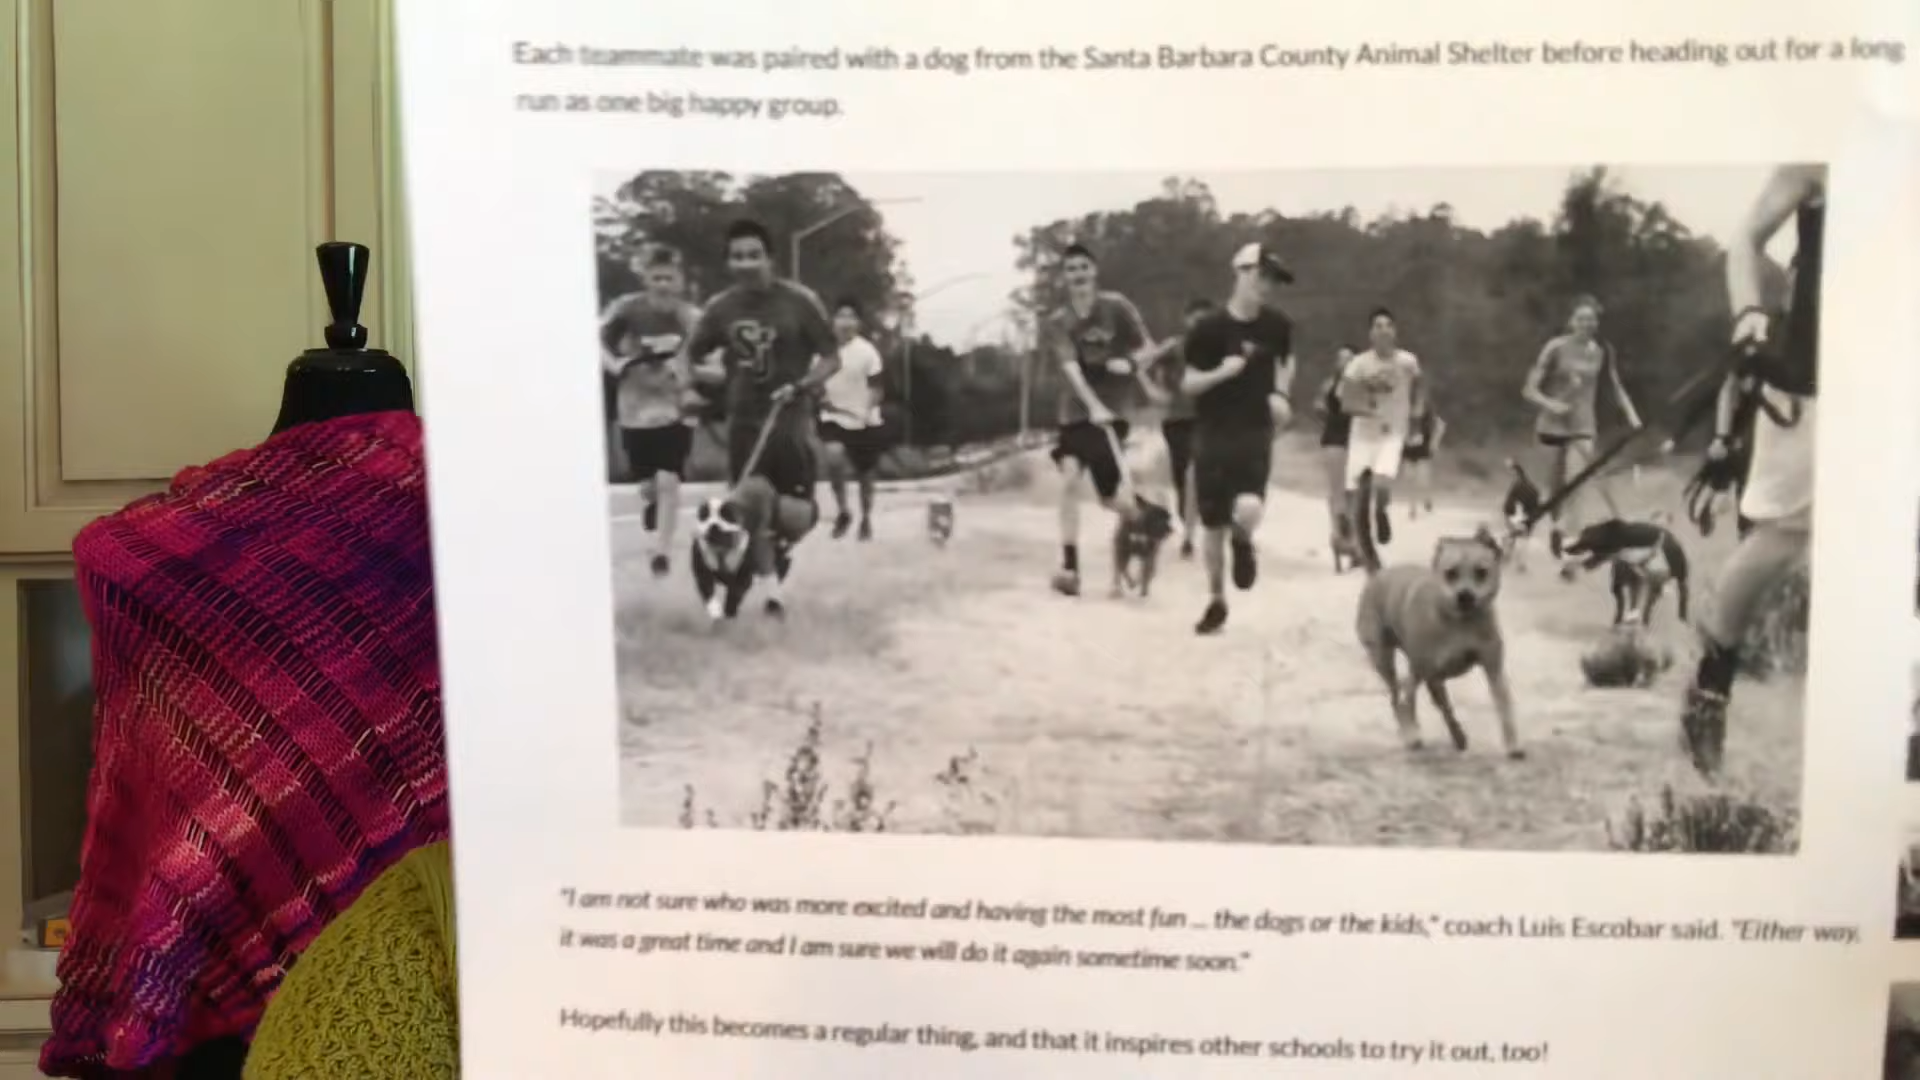 Each teammate was paired with a dog from the Santa Barbara County Animal Shelter before heading out for a long
run as one big happy group.
SJ
"I am not sure who was more excited and having the most fun ... the dogs or the kids," coach Luis Escobar said. "Either way,
it was a great time and I am sure we will do it again sometime soon."
Hopefully this becomes a regular thing, and that it inspires other schools to try it out, too!